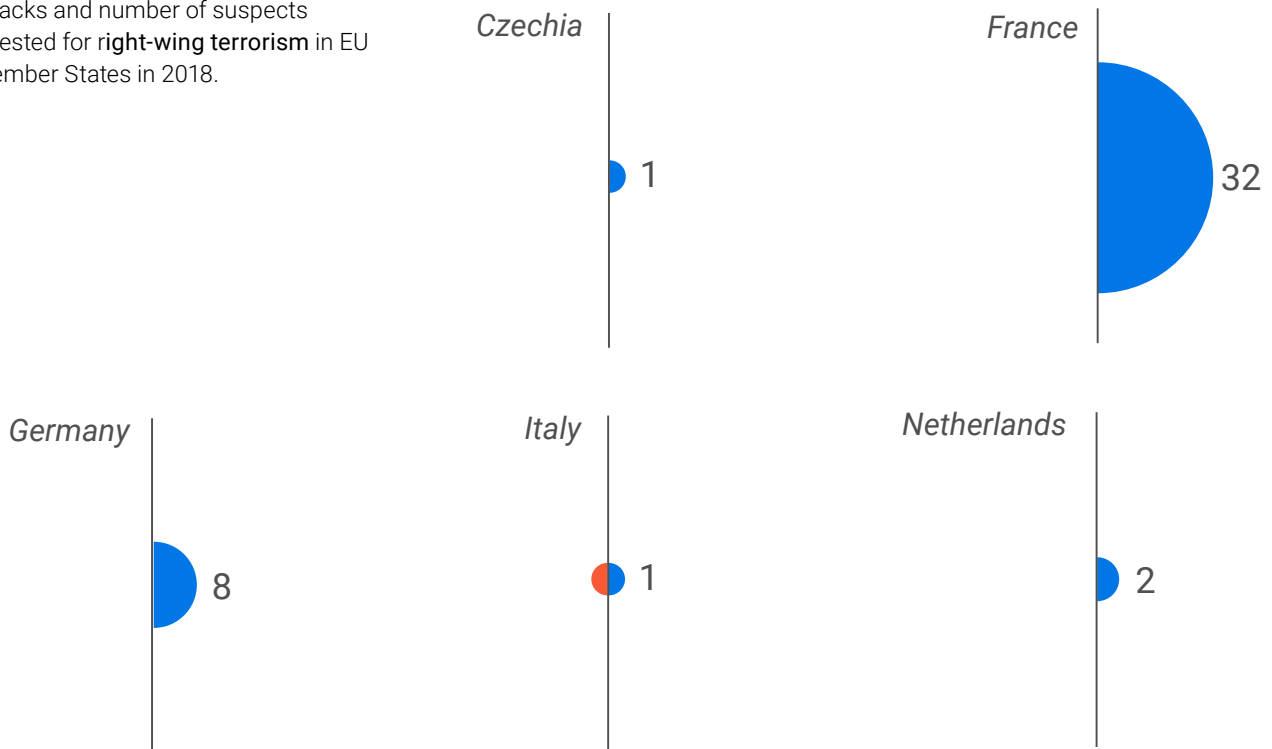 acks and number of suspects
ested for right-wing terrorism in EU
ember States in 2018.
Czechia
1
France
32
Germany
8
Italy
1
Netherlands
2